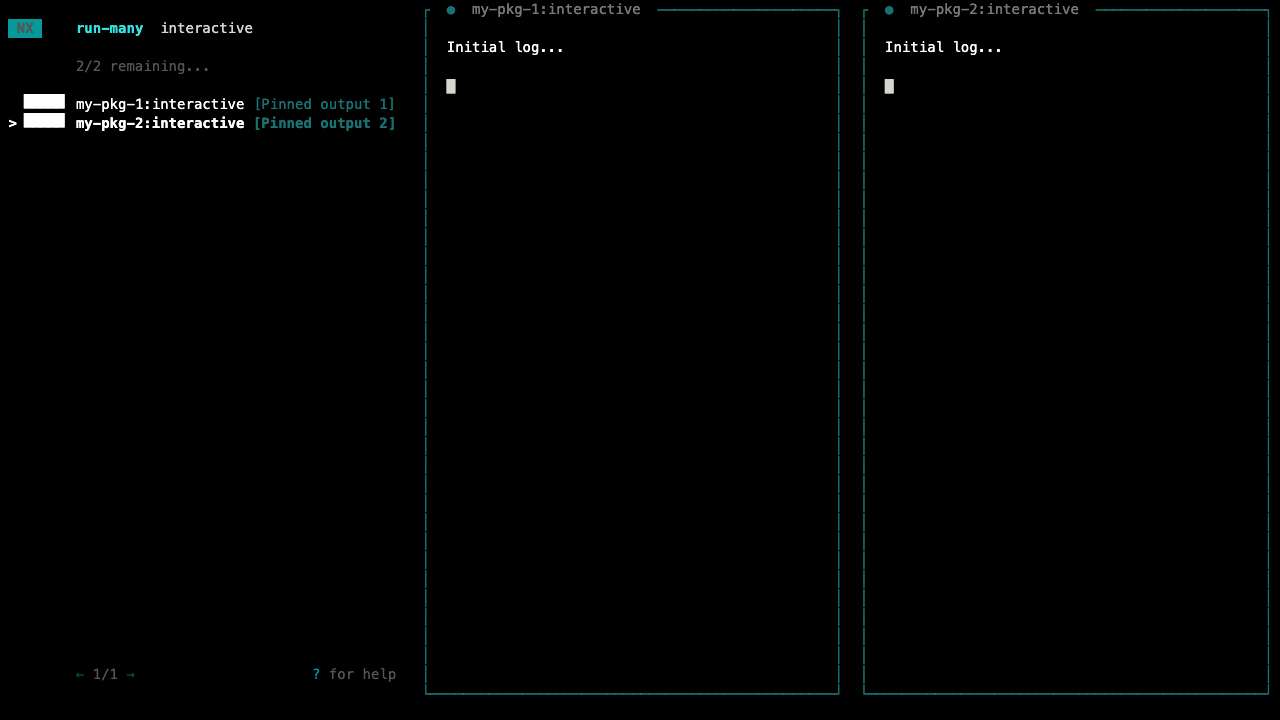 NX run-many interactive
2/2 remaining...
my-pkg-1:interactive [Pinned output 1]
> my-pkg-2:interactive [Pinned output 2]
← 1/1 → ? for help
● my-pkg-1:interactive
Initial log...
● my-pkg-2:interactive
Initial log...